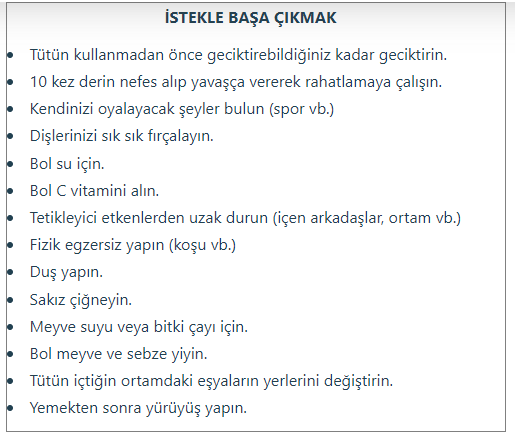 İSTEKLE BAŞA ÇIKMAK
• Tütün kullanmadan önce geciktirebildiğiniz kadar geciktirin.
• 10 kez derin nefes alıp yavaşça vererek rahatlamaya çalışın.
• Kendinizi oyalayacak şeyler bulun (spor vb.)
• Dişlerinizi sık sık fırçalayın.
• Bol su için.
• Bol C vitamini alın.
• Tetikleyici etkenlerden uzak durun (içen arkadaşlar, ortam vb.)
• Fizik egzersiz yapın (koşu vb.)
• Duş yapın.
• Sakız çiğneyin.
• Meyve suyu veya bitki çayı için.
• Bol meyve ve sebze yiyin.
• Tütün içtiğin ortamdaki eşyaların yerlerini değiştirin.
• Yemekten sonra yürüyüş yapın.